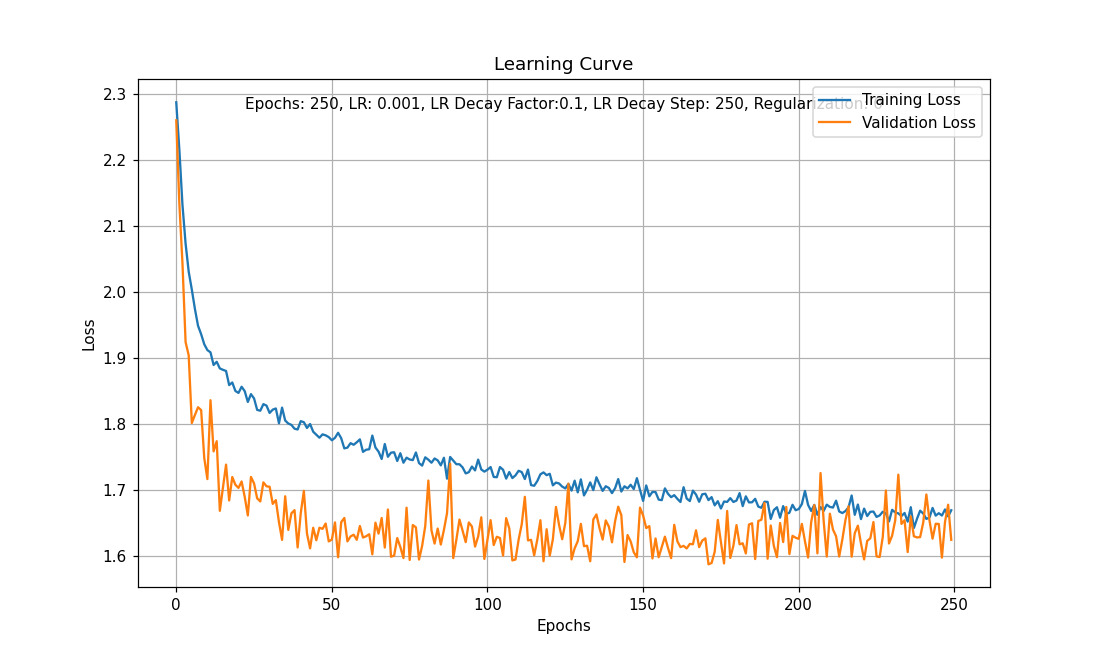 Learning Curve
Epochs: 250, LR: 0.001, LR Decay Factor:0.1, LR Decay Step: 250, Regularization: 0
Training Loss
Validation Loss
2.3
2.2
2.1
2.0
1.9
1.8
1.7
1.6
Loss
0 50 100 150 200 250
Epochs